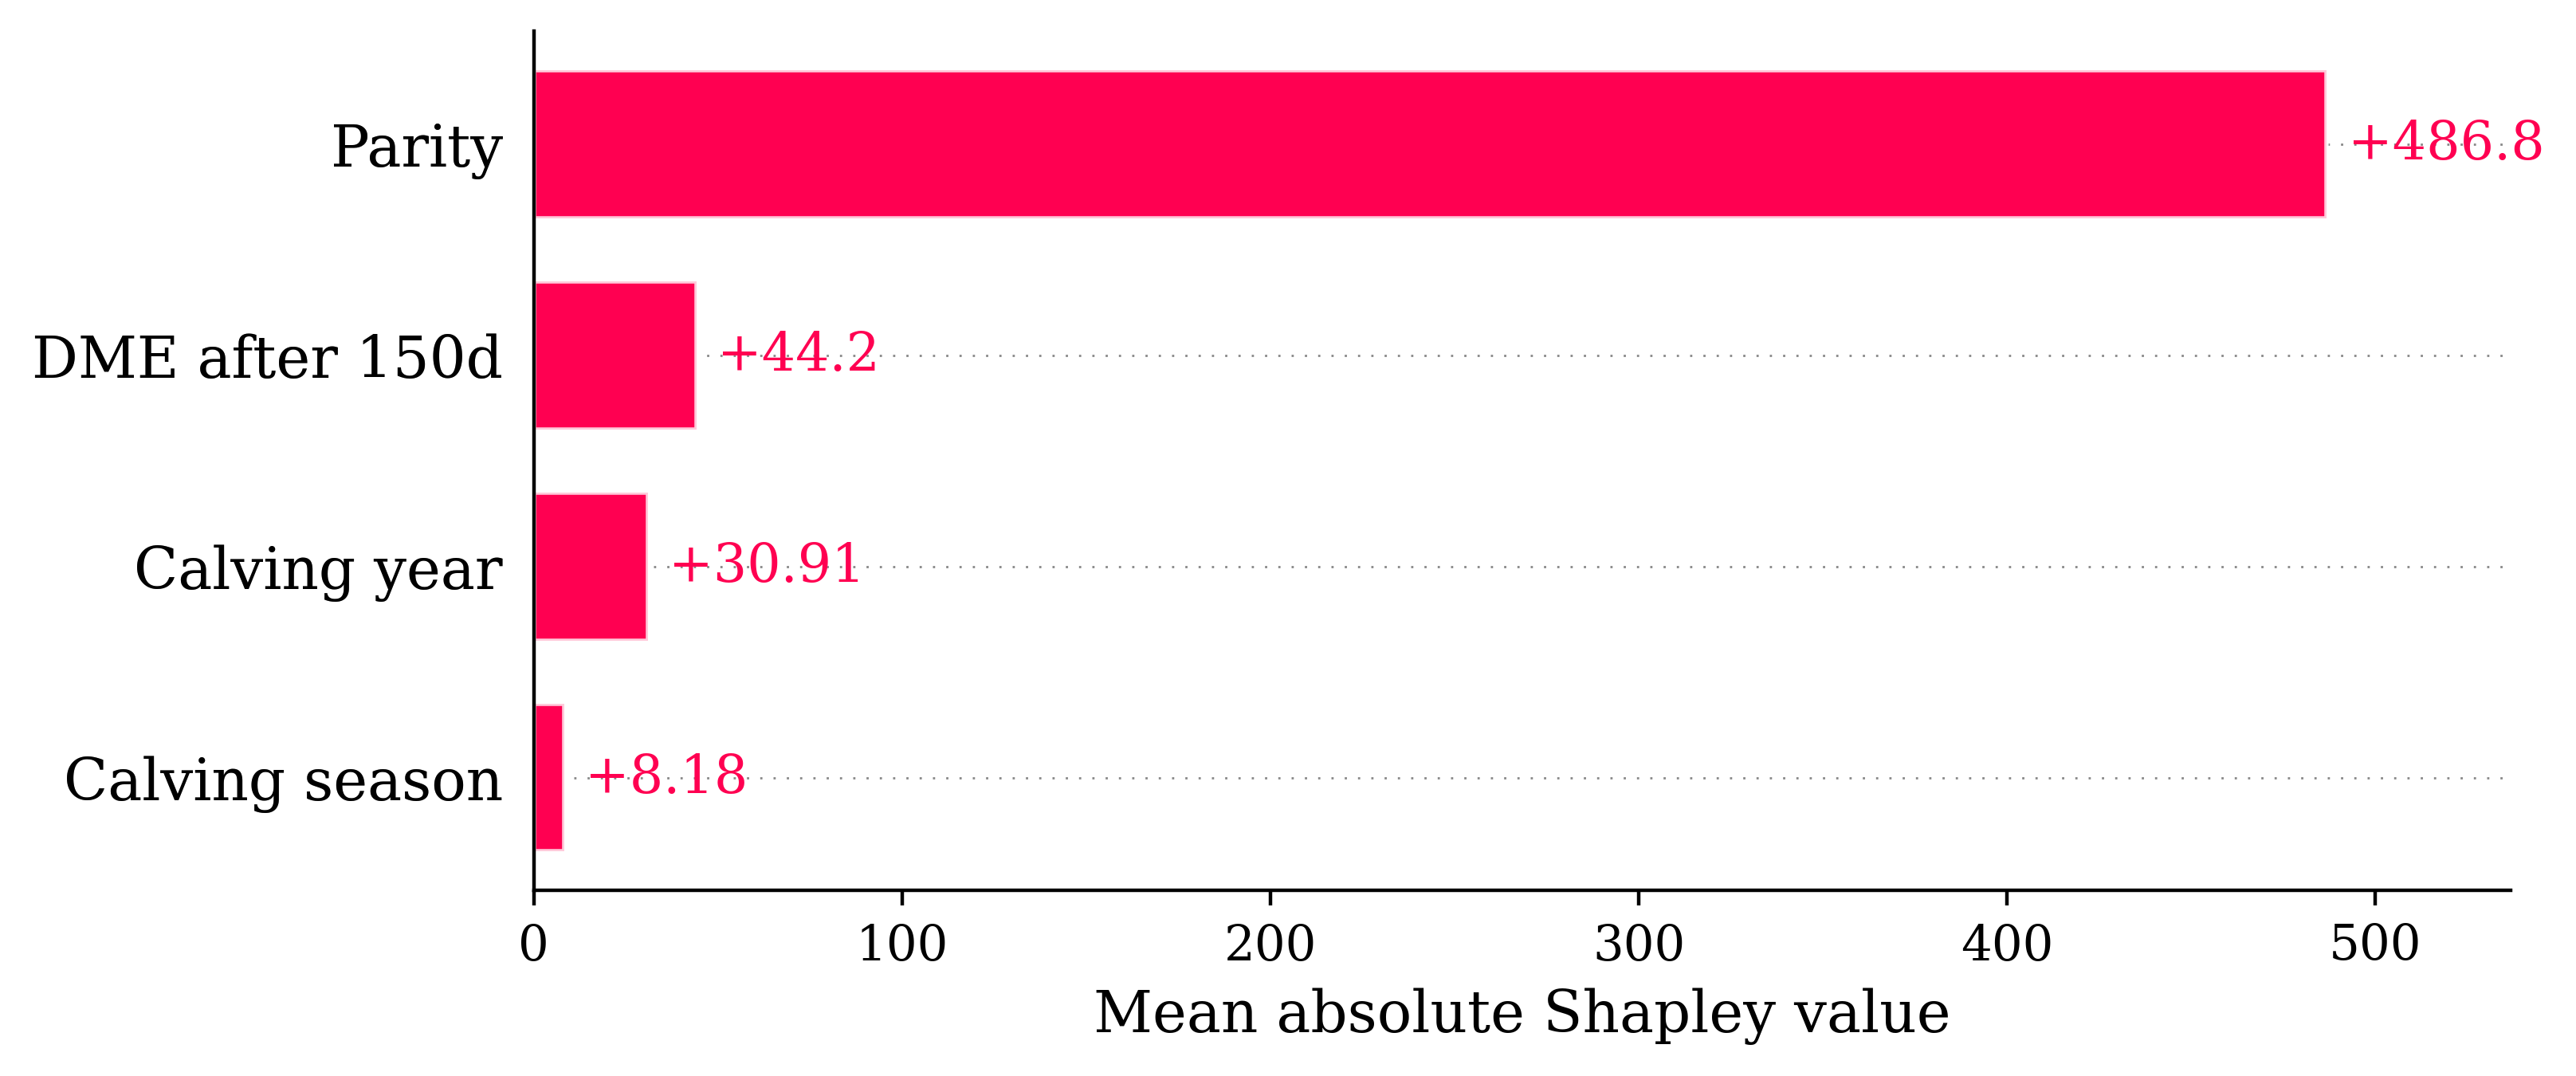 Parity +486.8
DME after 150d +44.2
Calving year +30.91
Calving season +8.18
0 100 200 300 400 500
Mean absolute Shapley value